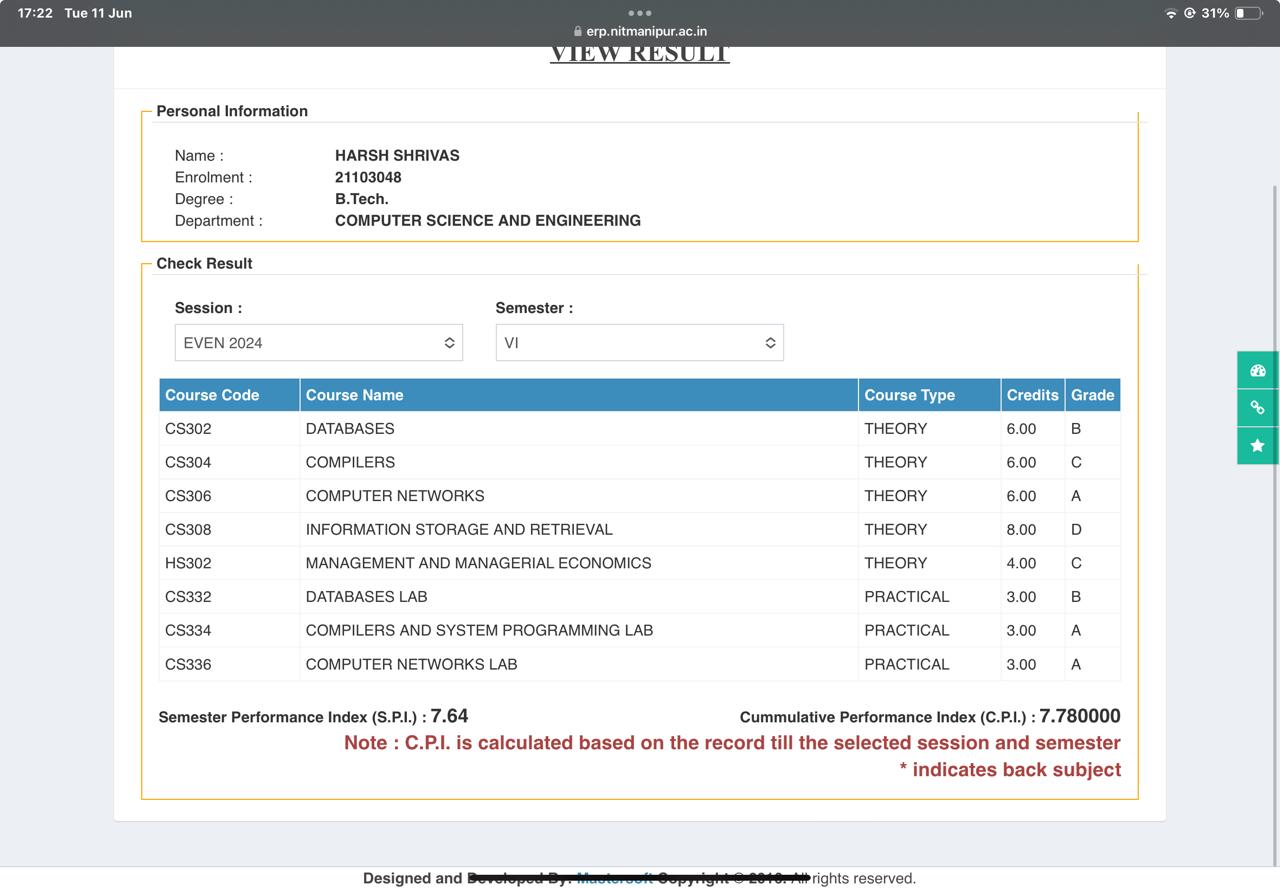 17:22 Tue 11 Jun
31%
erp.nitmanipur.ac.in
VIEW RESULT
Personal Information
Name : HARSH SHRIVAS
Enrolment : 21103048
Degree : B.Tech.
Department : COMPUTER SCIENCE AND ENGINEERING
Check Result
Session : Semester :
EVEN 2024 VI
Course Code Course Name Course Type Credits Grade
CS302 DATABASES THEORY 6.00 B
CS304 COMPILERS THEORY 6.00 C
CS306 COMPUTER NETWORKS THEORY 6.00 A
CS308 INFORMATION STORAGE AND RETRIEVAL THEORY 8.00 D
HS302 MANAGEMENT AND MANAGERIAL ECONOMICS THEORY 4.00 C
CS332 DATABASES LAB PRACTICAL 3.00 B
CS334 COMPILERS AND SYSTEM PROGRAMMING LAB PRACTICAL 3.00 A
CS336 COMPUTER NETWORKS LAB PRACTICAL 3.00 A
Semester Performance Index (S.P.I.) : 7.64 Cummulative Performance Index (C.P.I.) : 7.780000
Note : C.P.I. is calculated based on the record till the selected session and semester
* indicates back subject
Designed and Developed By: Mastersoft Copyright © All rights reserved.